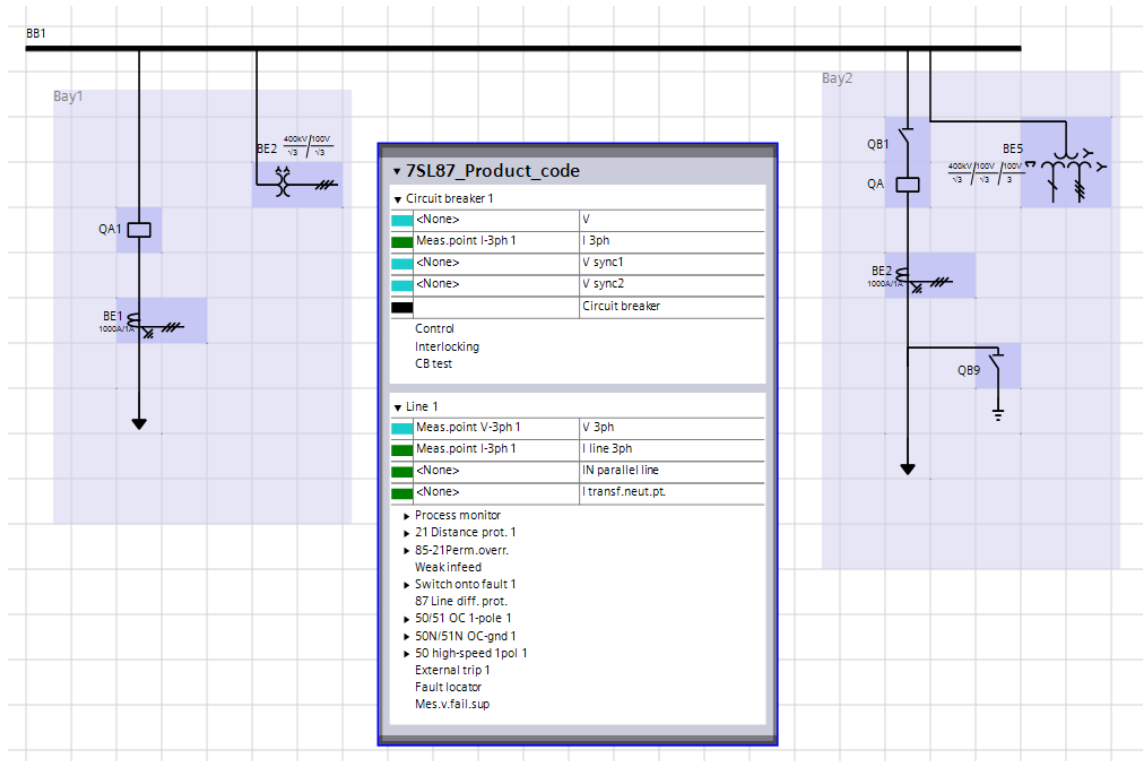 BB1
Bay1
BE2
400kV/100V
√3 / √3
QA1
BE1
1000A/1A
7SL87_Product_code
Circuit breaker 1
<None> V
Meas.point I-3ph 1 I 3ph
<None> V sync1
<None> V sync2
Circuit breaker
Control
Interlocking
CB test
Line 1
Meas.point V-3ph 1 V 3ph
Meas.point I-3ph 1 I line 3ph
<None> IN parallel line
<None> I transf.neut.pt.
Process monitor
21 Distance prot. 1
85-21Perm.overr.
Weak infeed
Switch onto fault 1
87 Line diff. prot.
50/51 OC 1-pole 1
50N/51N OC-gnd 1
50 high-speed 1pol 1
External trip 1
Fault locator
Mes.v.fail.sup
Bay2
QB1
BE5
400kV/100V/100V
√3 / √3 / 3
QA
BE2
1000A/1A
QB9